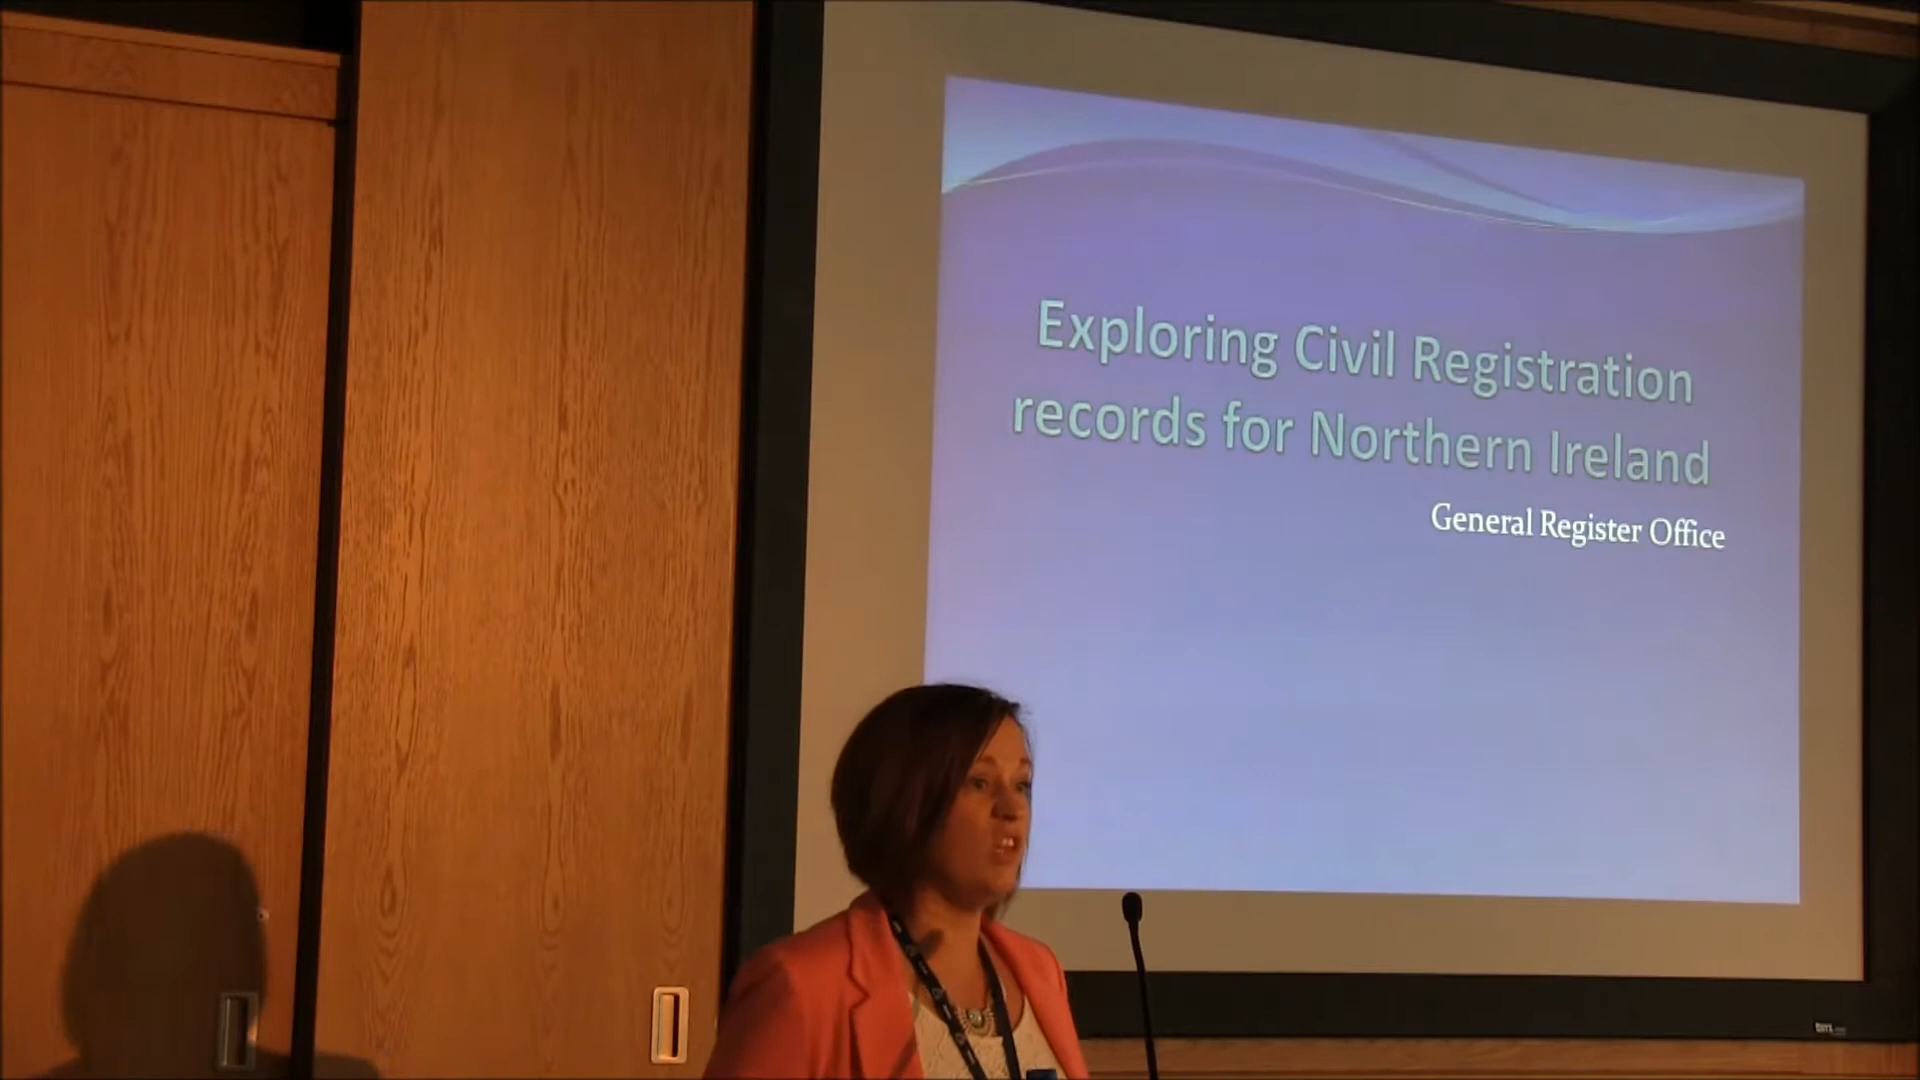 Exploring Civil Registration
records for Northern Ireland
General Register Office